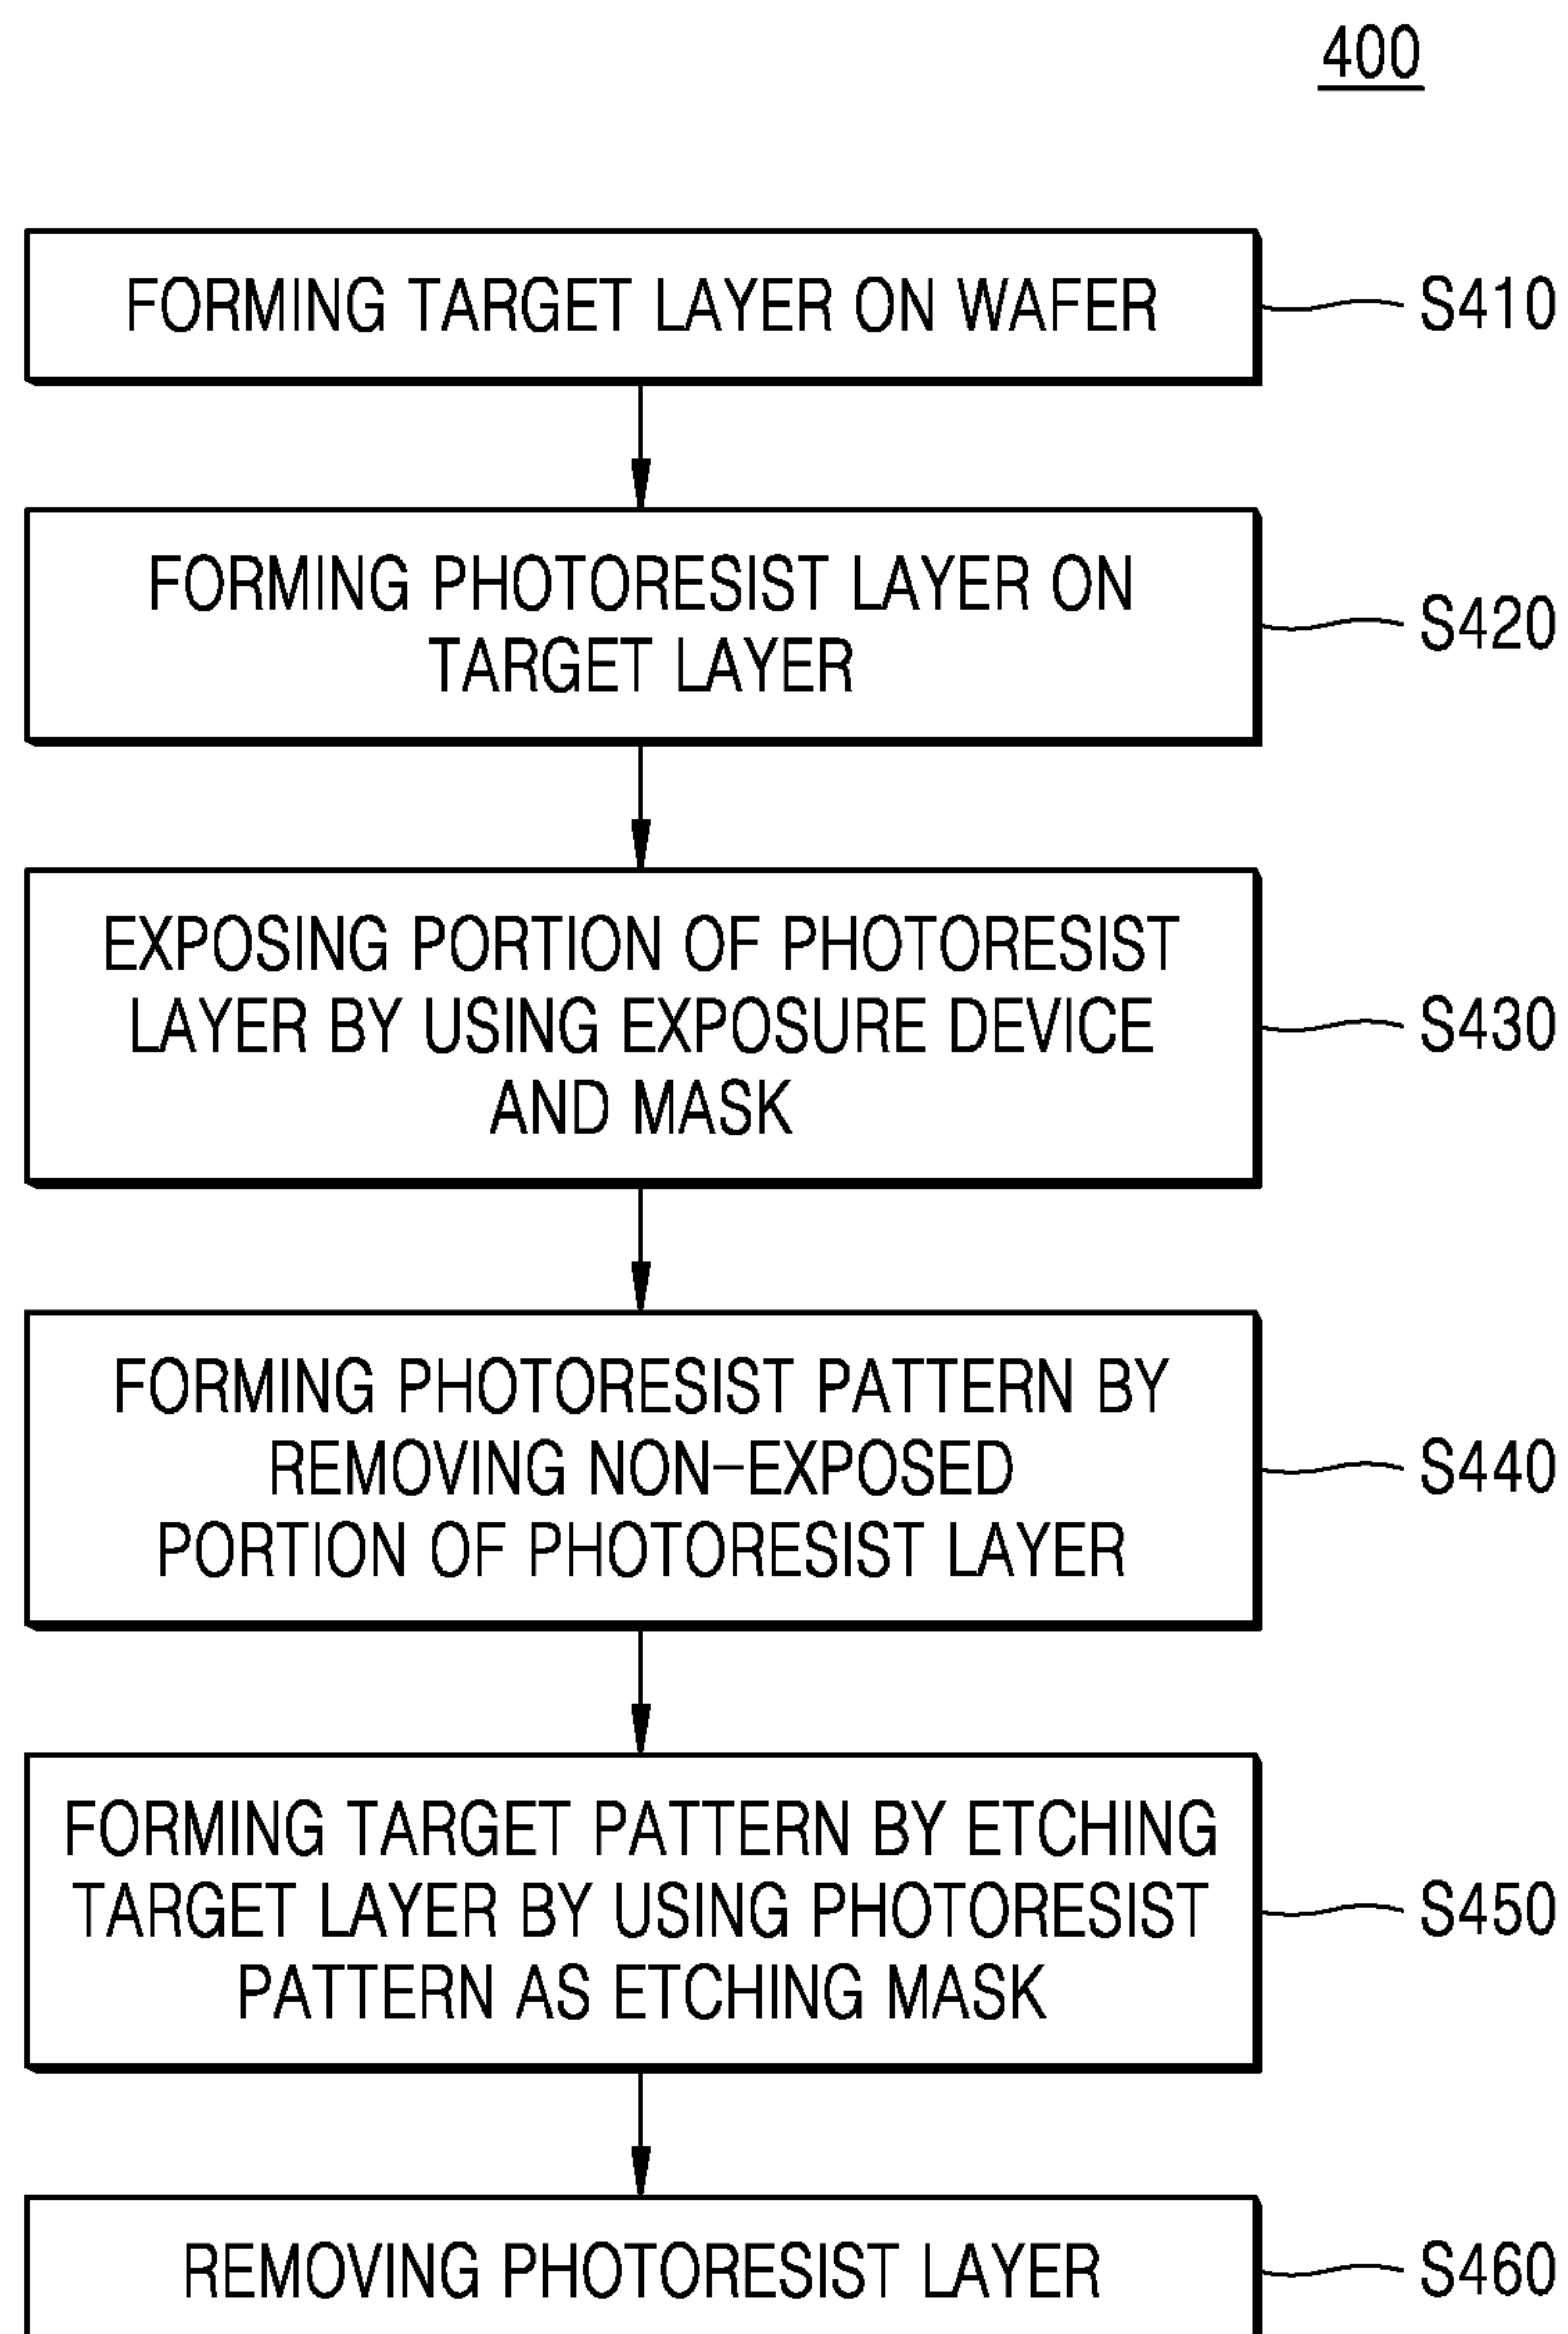 400
FORMING TARGET LAYER ON WAFER
S410
FORMING PHOTORESIST LAYER ON
TARGET LAYER
S420
EXPOSING PORTION OF PHOTORESIST
LAYER BY USING EXPOSURE DEVICE
AND MASK
S430
FORMING PHOTORESIST PATTERN BY
REMOVING NON-EXPOSED
PORTION OF PHOTORESIST LAYER
S440
FORMING TARGET PATTERN BY ETCHING
TARGET LAYER BY USING PHOTORESIST
PATTERN AS ETCHING MASK
S450
REMOVING PHOTORESIST LAYER
S460